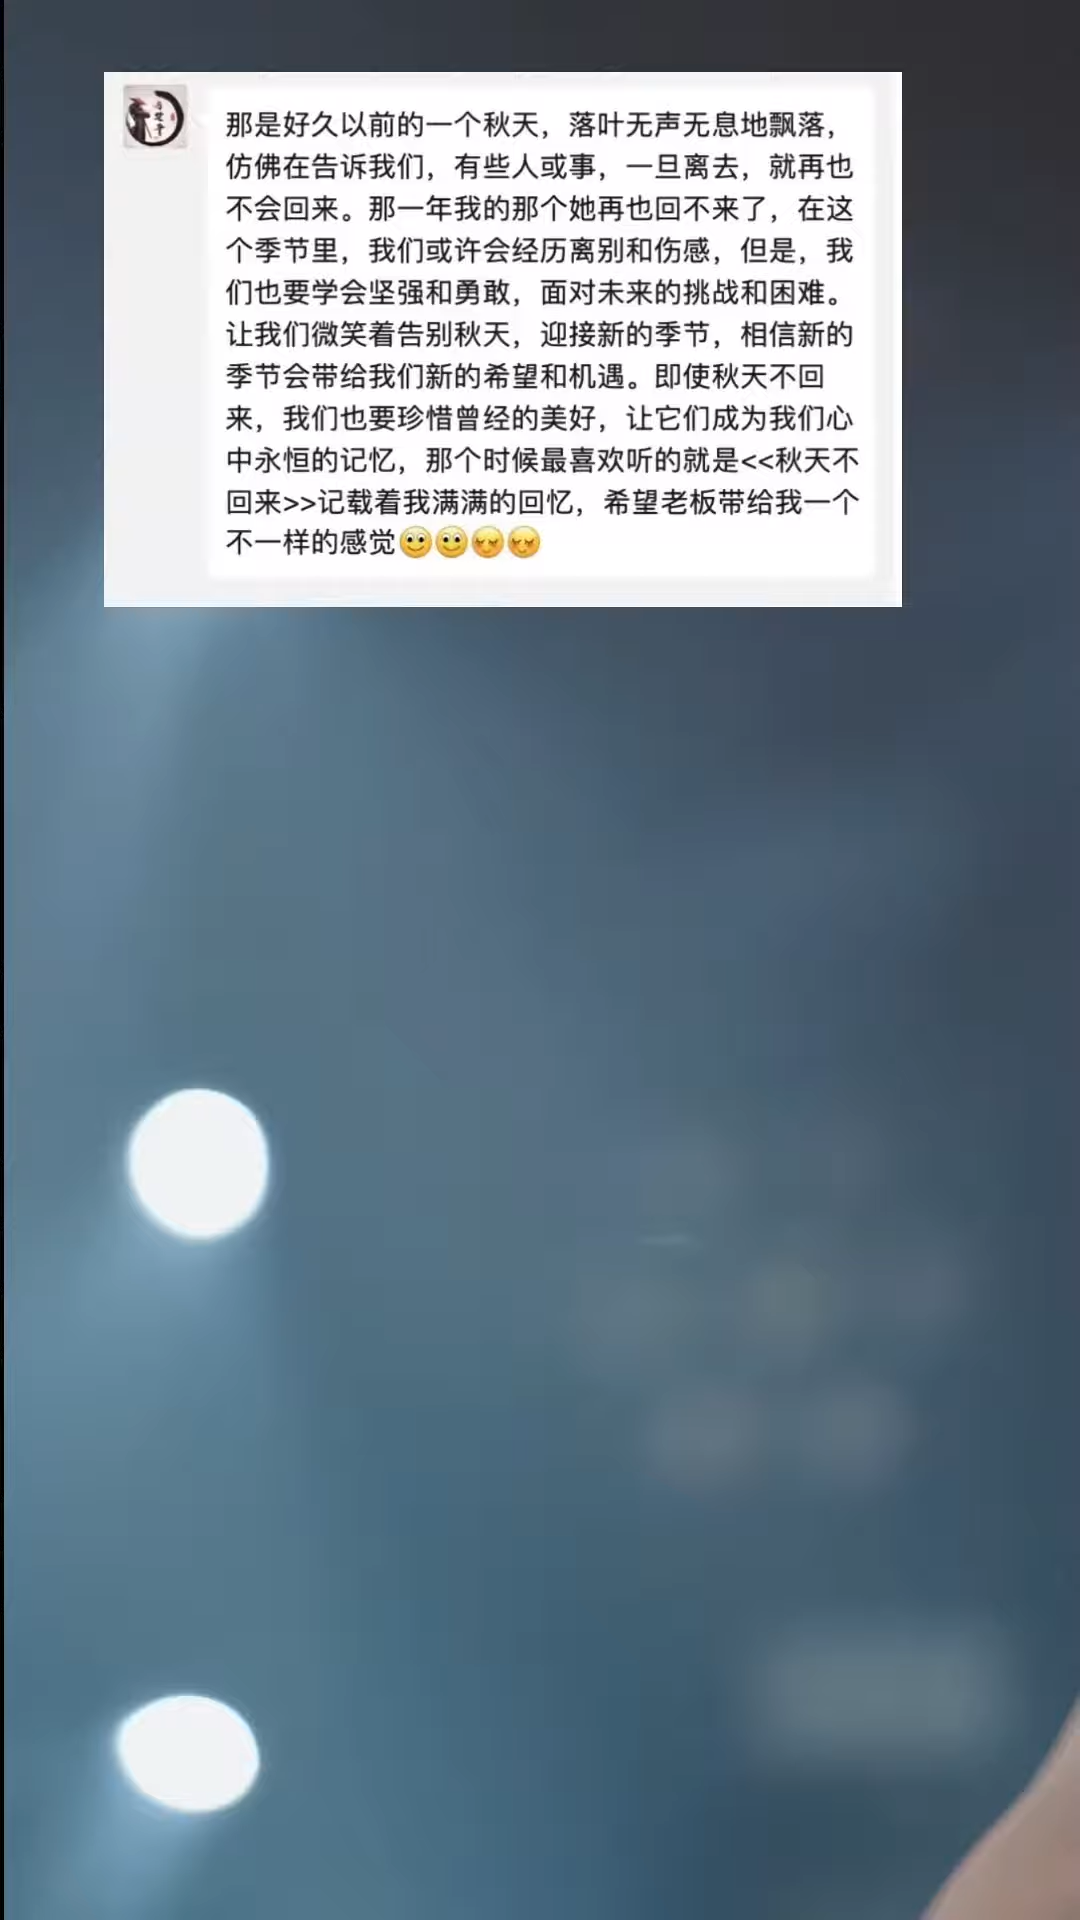 那是好久以前的一个秋天，落叶无声无息地飘落，
仿佛在告诉我们，有些人或事，一旦离去，就再也
不会回来。那一年我的那个她再也回不来了，在这
个季节里，我们或许会经历离别和伤感，但是，我
们也要学会坚强和勇敢，面对未来的挑战和困难。
让我们微笑着告别秋天，迎接新的季节，相信新的
季节会带给我们新的希望和机遇。即使秋天不回
来，我们也要珍惜曾经的美好，让它们成为我们心
中永恒的记忆，那个时候最喜欢听的就是<<秋天不
回来>>记载着我满满的回忆，希望老板带给我一个
不一样的感觉🙂🙂😌😌